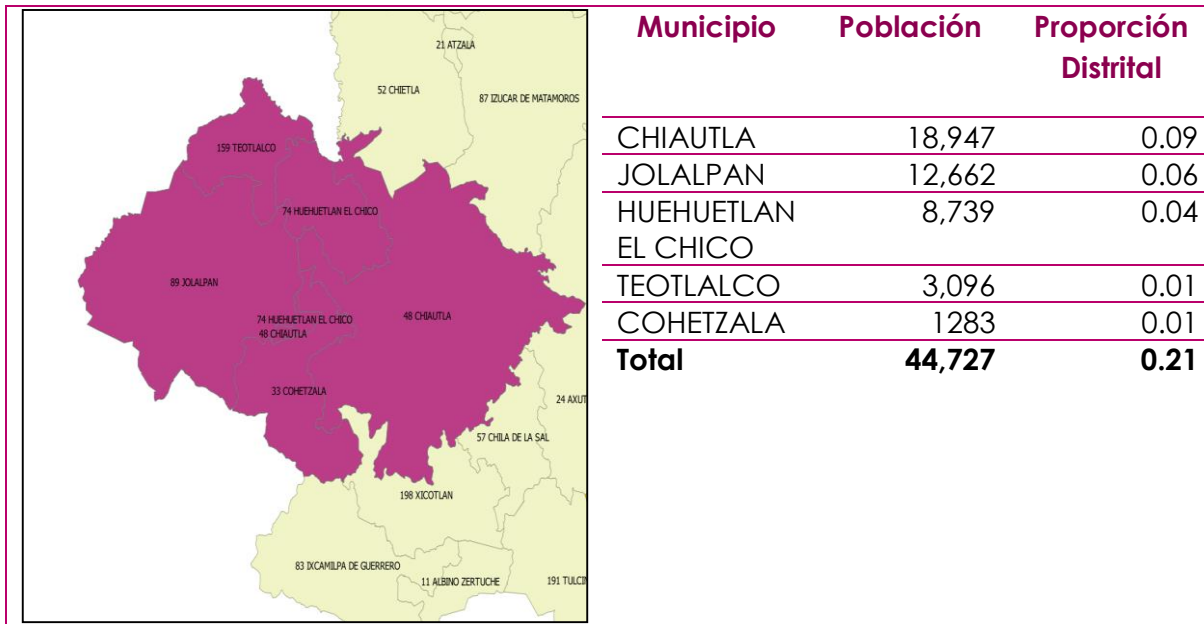 21 ATZALA
52 CHIETLA
87 IZUCAR DE MATAMOROS
159 TEOTLALCO
74 HUEHUETLAN EL CHICO
89 JOLALPAN
74 HUEHUETLAN EL CHICO
48 CHIAUTLA
48 CHIAUTLA
33 COHETZALA
24 AXUT
57 CHILA DE LA SAL
198 XICOTLAN
83 IXCAMILPA DE GUERRERO
11 ALBINO ZERTUCHE
191 TULCIN
Municipio Población Proporción
Distrital
CHIAUTLA 18,947 0.09
JOLALPAN 12,662 0.06
HUEHUETLAN 8,739 0.04
EL CHICO
TEOTLALCO 3,096 0.01
COHETZALA 1283 0.01
Total 44,727 0.21